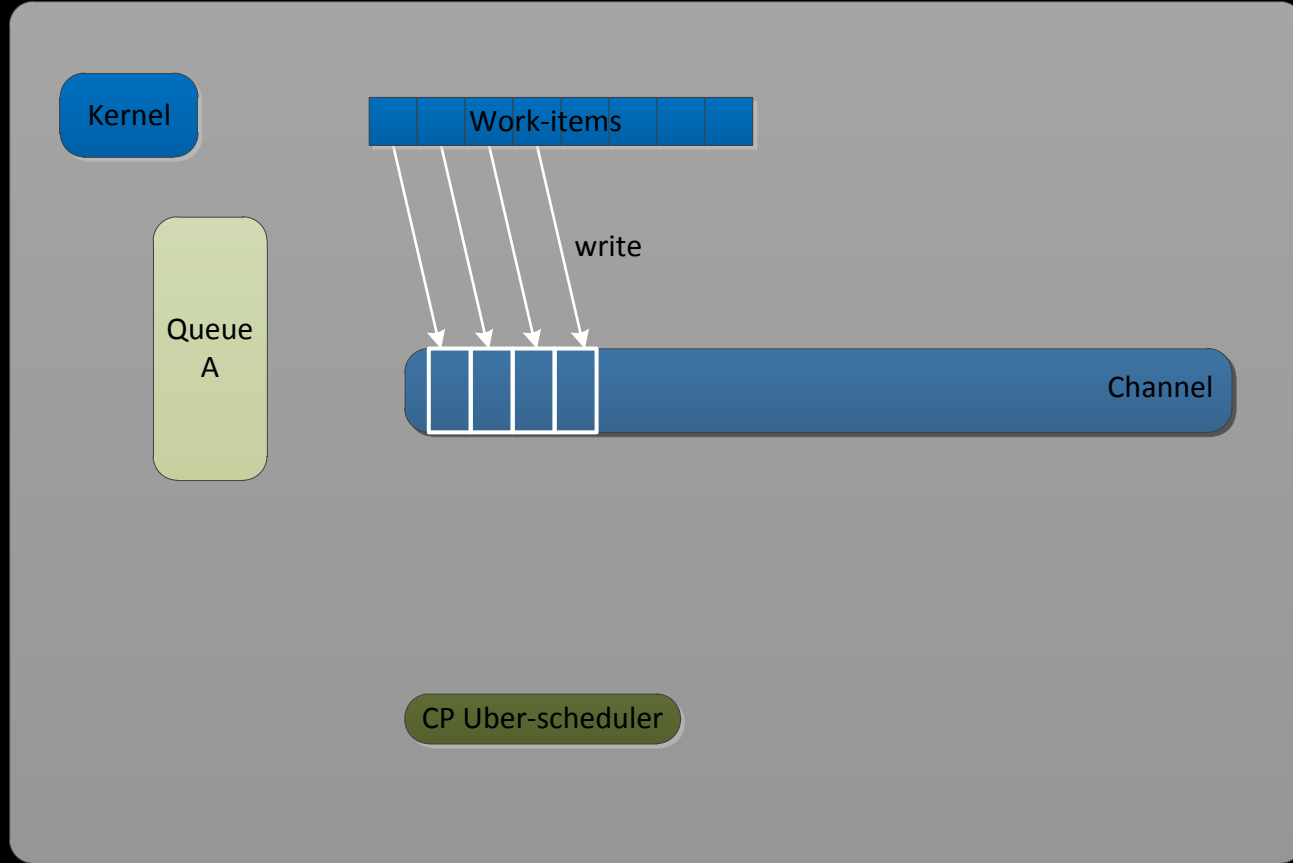 Kernel
Work-items
write
Queue
A
Channel
CP Uber-scheduler